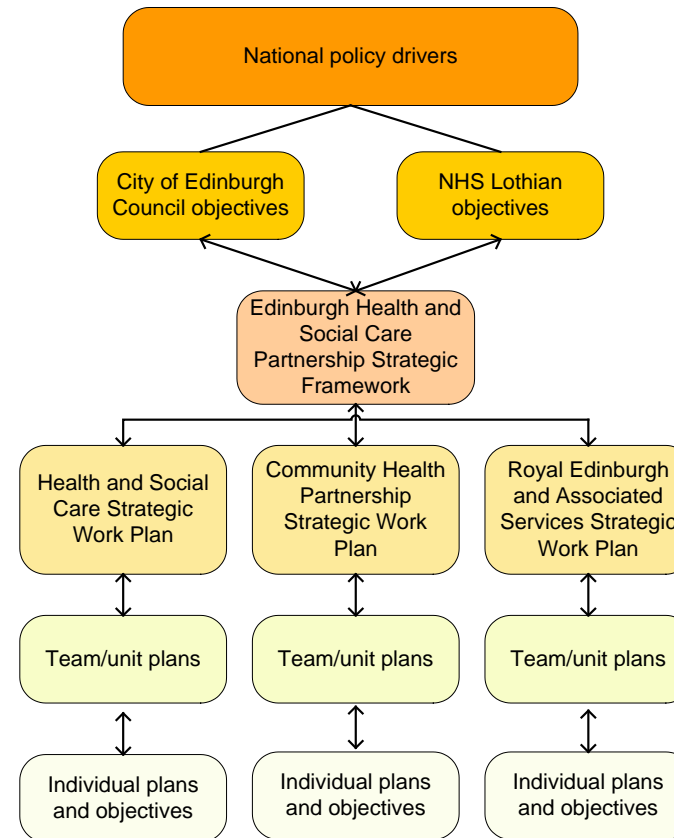 National policy drivers
City of Edinburgh
Council objectives
NHS Lothian
objectives
Edinburgh Health and
Social Care
Partnership Strategic
Framework
Health and Social
Care Strategic
Work Plan
Community Health
Partnership
Strategic Work
Plan
Royal Edinburgh
and Associated
Services Strategic
Work Plan
Team/unit plans
Team/unit plans
Team/unit plans
Individual plans
and objectives
Individual plans
and objectives
Individual plans
and objectives